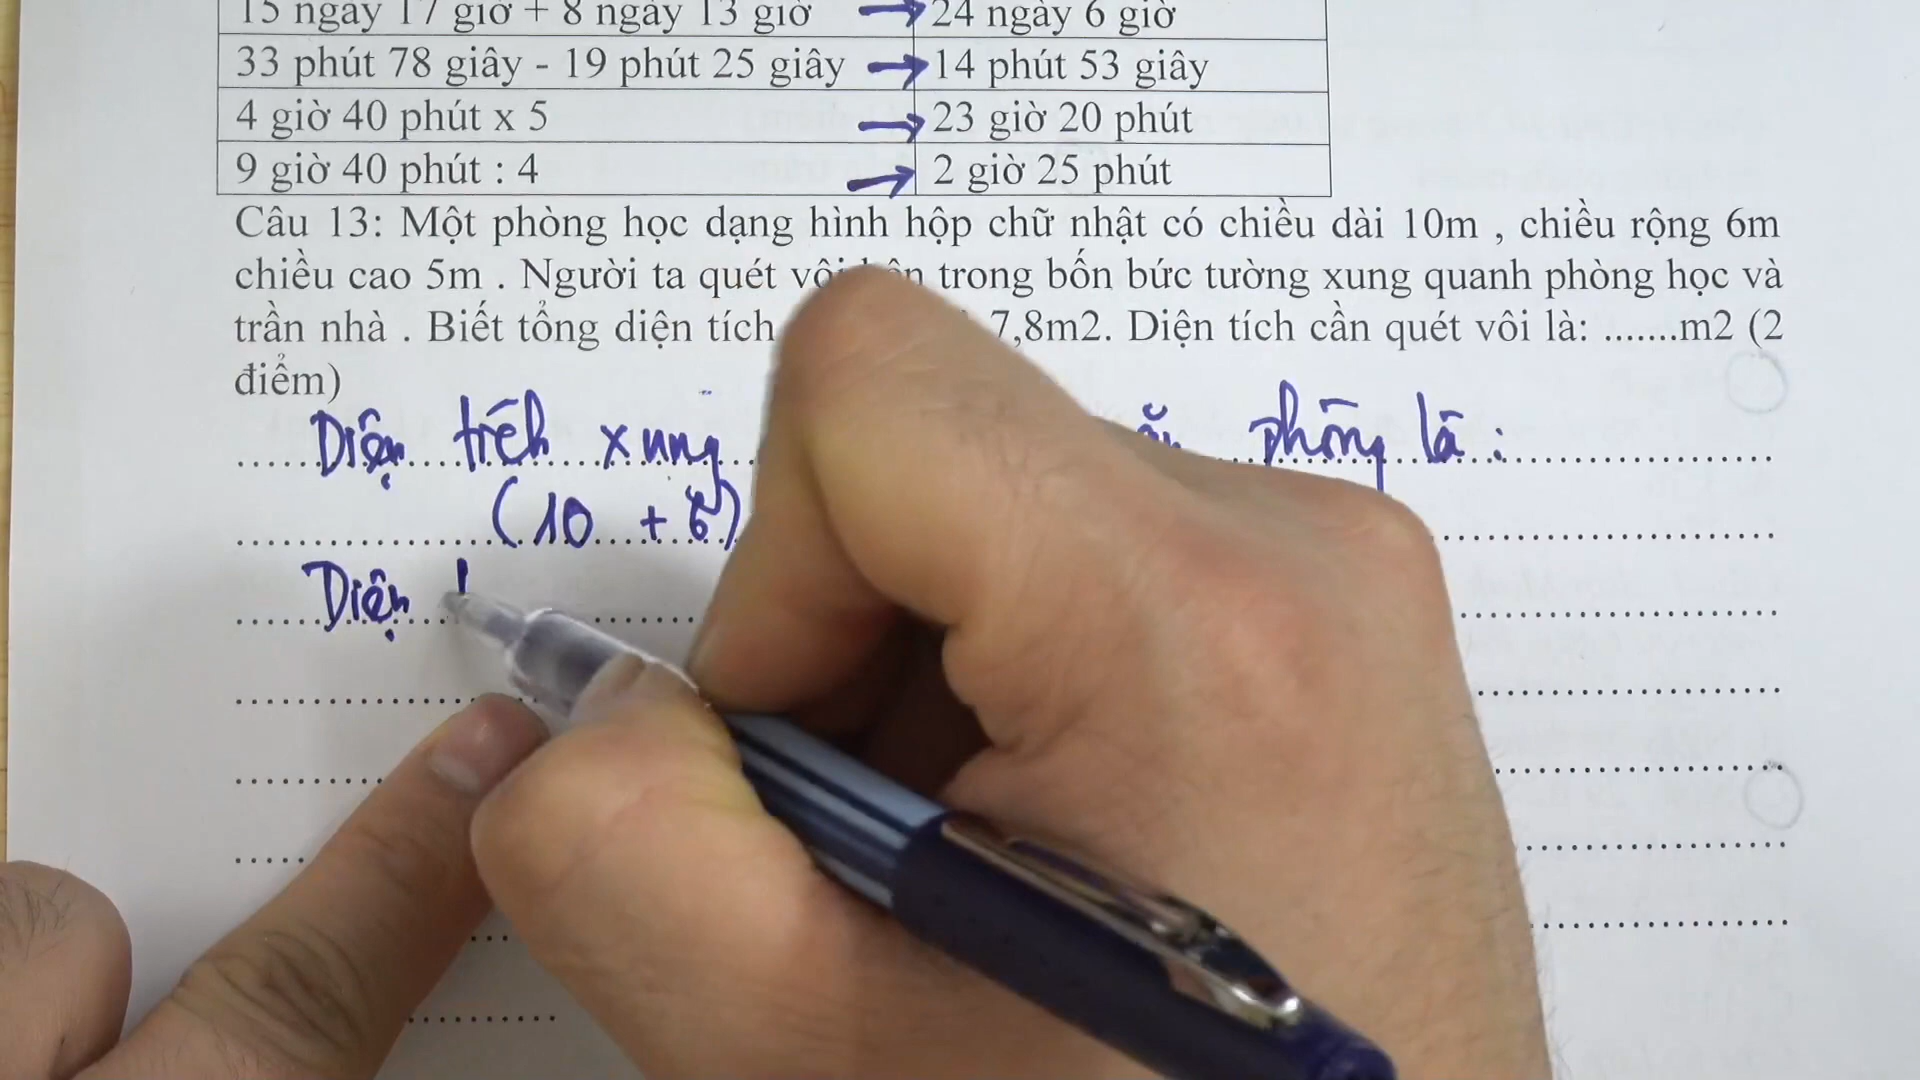 15 ngày 17 giờ + 8 ngày 13 giờ 24 ngày 6 giờ
33 phút 78 giây - 19 phút 25 giây 14 phút 53 giây
4 giờ 40 phút x 5 23 giờ 20 phút
9 giờ 40 phút : 4 2 giờ 25 phút
Câu 13: Một phòng học dạng hình hộp chữ nhật có chiều dài 10m , chiều rộng 6m
chiều cao 5m . Người ta quét vôi trong bốn bức tường xung quanh phòng học và
trần nhà . Biết tổng diện tích 7,8m2. Diện tích cần quét vôi là: .......m2 (2
điểm)
Diện tích xung phòng là :
(10 + 6)
Diện